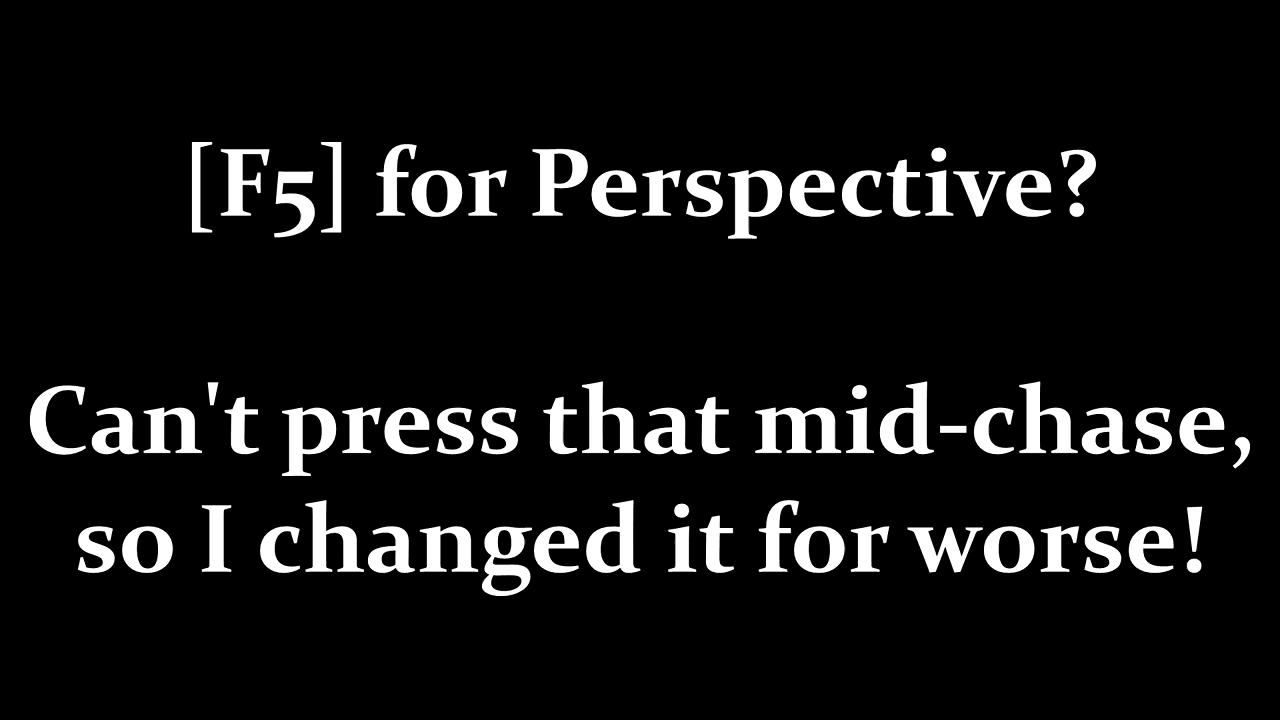 [F5] for Perspective?
Can't press that mid-chase,
so I changed it for worse!